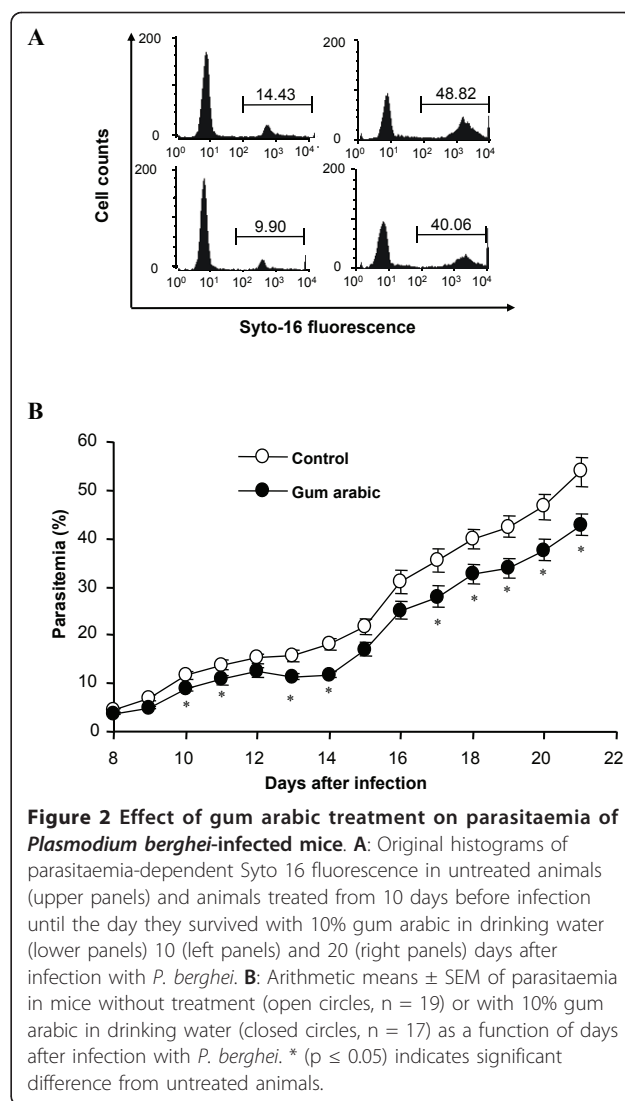 A
200
14.43
0
10⁰ 10¹ 10² 10³ 10⁴
200
48.82
0
10⁰ 10¹ 10² 10³ 10⁴
200
9.90
0
10⁰ 10¹ 10² 10³ 10⁴
200
40.06
0
10⁰ 10¹ 10² 10³ 10⁴
Cell counts
Syto-16 fluorescence
B
60
50
40
30
20
10
0
Parasitemia (%)
Control
Gum arabic
* * * * * * * * *
8 10 12 14 16 18 20 22
Days after infection
Figure 2 Effect of gum arabic treatment on parasitaemia of
Plasmodium berghei-infected mice. A: Original histograms of
parasitaemia-dependent Syto 16 fluorescence in untreated animals
(upper panels) and animals treated from 10 days before infection
until the day they survived with 10% gum arabic in drinking water
(lower panels) 10 (left panels) and 20 (right panels) days after
infection with P. berghei. B: Arithmetic means ± SEM of parasitaemia
in mice without treatment (open circles, n = 19) or with 10% gum
arabic in drinking water (closed circles, n = 17) as a function of days
after infection with P. berghei. * (p ≤ 0.05) indicates significant
difference from untreated animals.